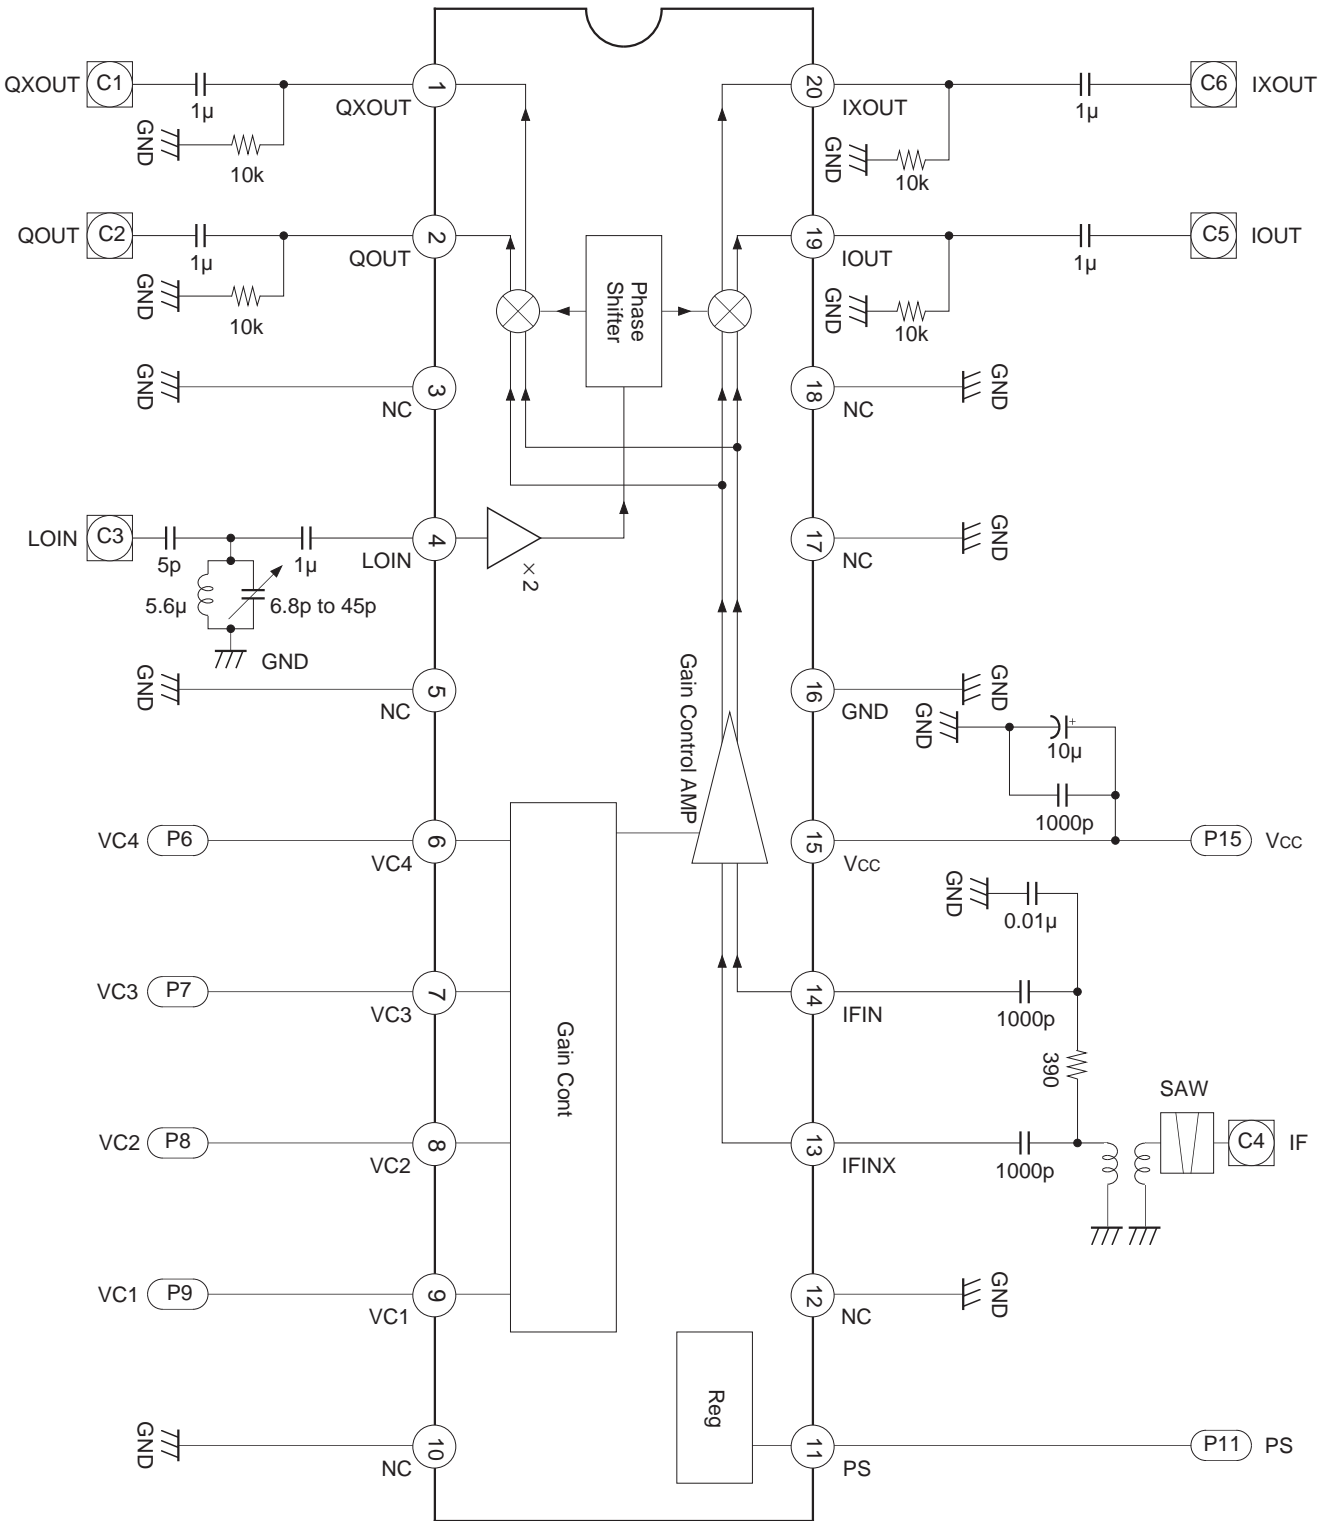 QXOUT C1 1µ QXOUT 1 20 IXOUT 1µ C6 IXOUT
GND 10k GND 10k
QOUT C2 1µ QOUT 2 19 IOUT 1µ C5 IOUT
GND 10k GND 10k
Phase
Shifter
GND NC 3 18 NC GND
LOIN C3 5p 1µ LOIN 4 17 NC GND
×2
5.6µ 6.8p to 45p
GND
GND NC 5 16 GND GND
Gain Control AMP
GND 10µ +
1000p
VC4 P6 VC4 6 15 VCC P15 VCC
GND 0.01µ
VC3 P7 VC3 7 14 IFIN 1000p
Gain Cont
390
SAW
VC2 P8 VC2 8 13 IFINX 1000p C4 IF
VC1 P9 VC1 9 12 NC GND
Reg
GND NC 10 11 PS P11 PS